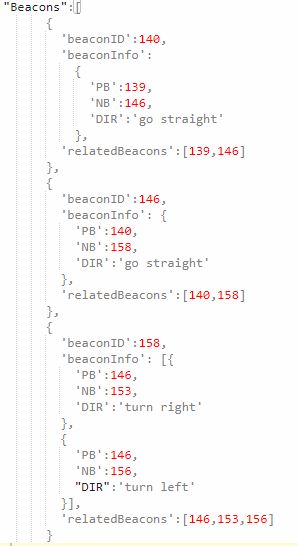 "Beacons":[
{
'beaconID':140,
'beaconInfo':
{
'PB':139,
'NB':146,
'DIR':'go straight'
},
'relatedBeacons':[139,146]
},
{
'beaconID':146,
'beaconInfo': {
'PB':140,
'NB':158,
'DIR':'go straight'
},
'relatedBeacons':[140,158]
},
{
'beaconID':158,
'beaconInfo': [{
'PB':146,
'NB':153,
'DIR':'turn right'
},
{
'PB':146,
'NB':156,
"DIR":'turn left'
}],
'relatedBeacons':[146,153,156]
}